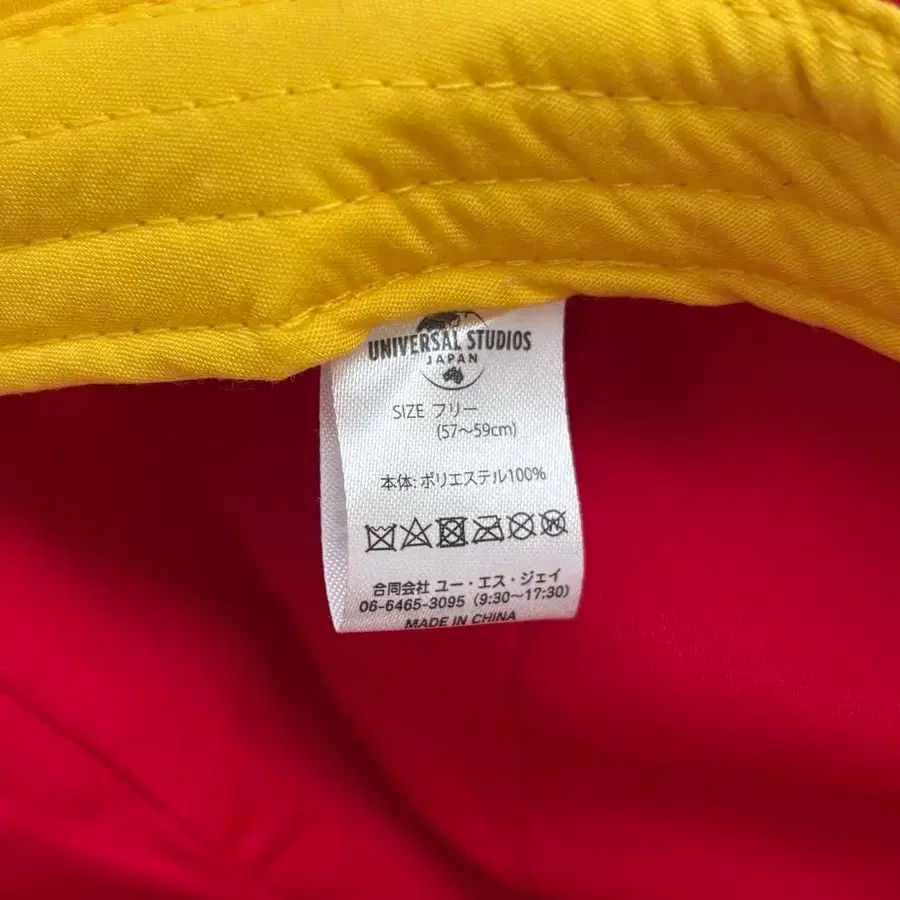 UNIVERSAL STUDIOS
JAPAN
SIZE フリー
(57〜59cm)
本体:ポリエステル100%
合同会社 ユー・エス・ジェイ
06-6465-3095 (9:30〜17:30)
MADE IN CHINA